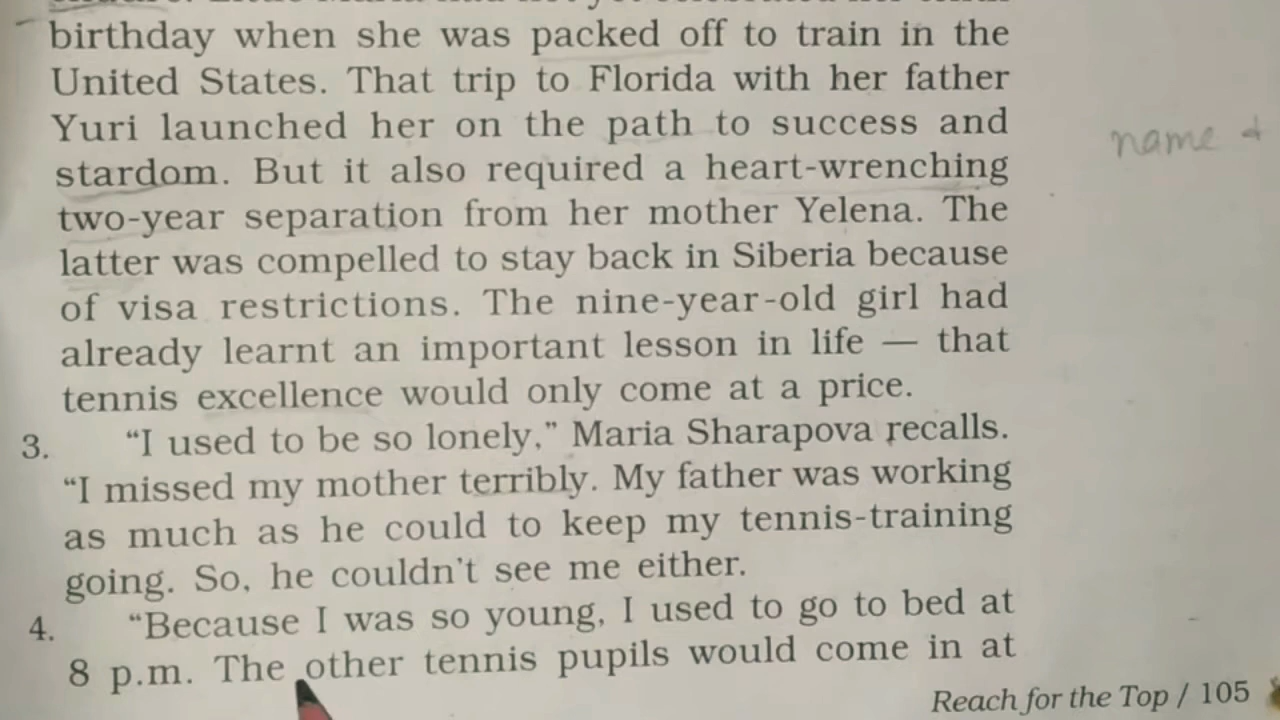 birthday when she was packed off to train in the
United States. That trip to Florida with her father
Yuri launched her on the path to success and
stardom. But it also required a heart-wrenching
two-year separation from her mother Yelena. The
latter was compelled to stay back in Siberia because
of visa restrictions. The nine-year-old girl had
already learnt an important lesson in life — that
tennis excellence would only come at a price.
3. “I used to be so lonely,” Maria Sharapova recalls.
“I missed my mother terribly. My father was working
as much as he could to keep my tennis-training
going. So, he couldn't see me either.
4. “Because I was so young, I used to go to bed at
8 p.m. The other tennis pupils would come in at
Reach for the Top / 105
name